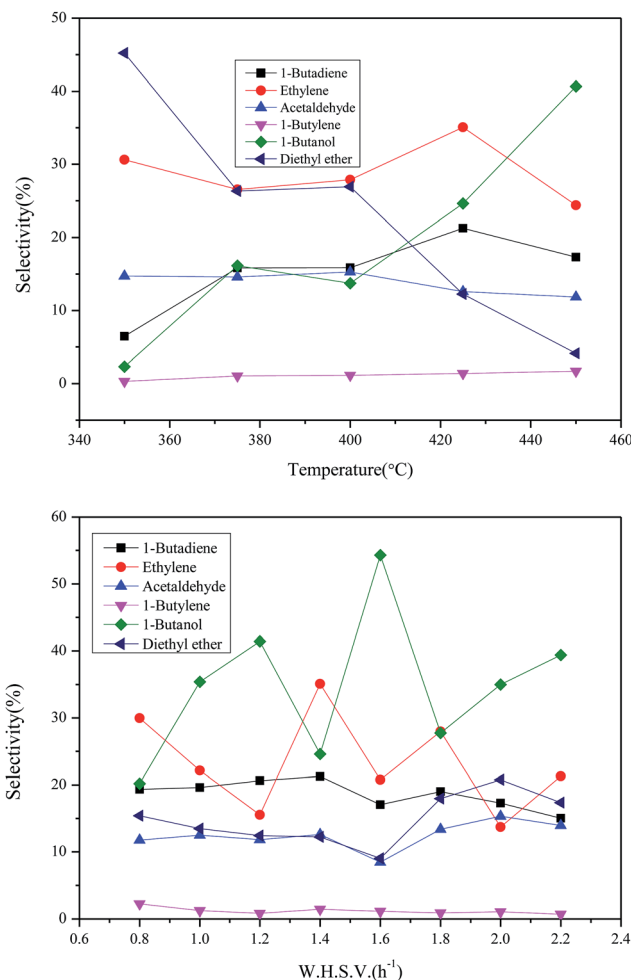 50
40
30
20
10
0
Selectivity(%)
1-Butadiene
Ethylene
Acetaldehyde
1-Butylene
1-Butanol
Diethyl ether
340 360 380 400 420 440 460
Temperature(°C)
60
50
40
30
20
10
0
Selectivity(%)
1-Butadiene
Ethylene
Acetaldehyde
1-Butylene
1-Butanol
Diethyl ether
0.6 0.8 1.0 1.2 1.4 1.6 1.8 2.0 2.2 2.4
W.H.S.V.(h⁻¹)